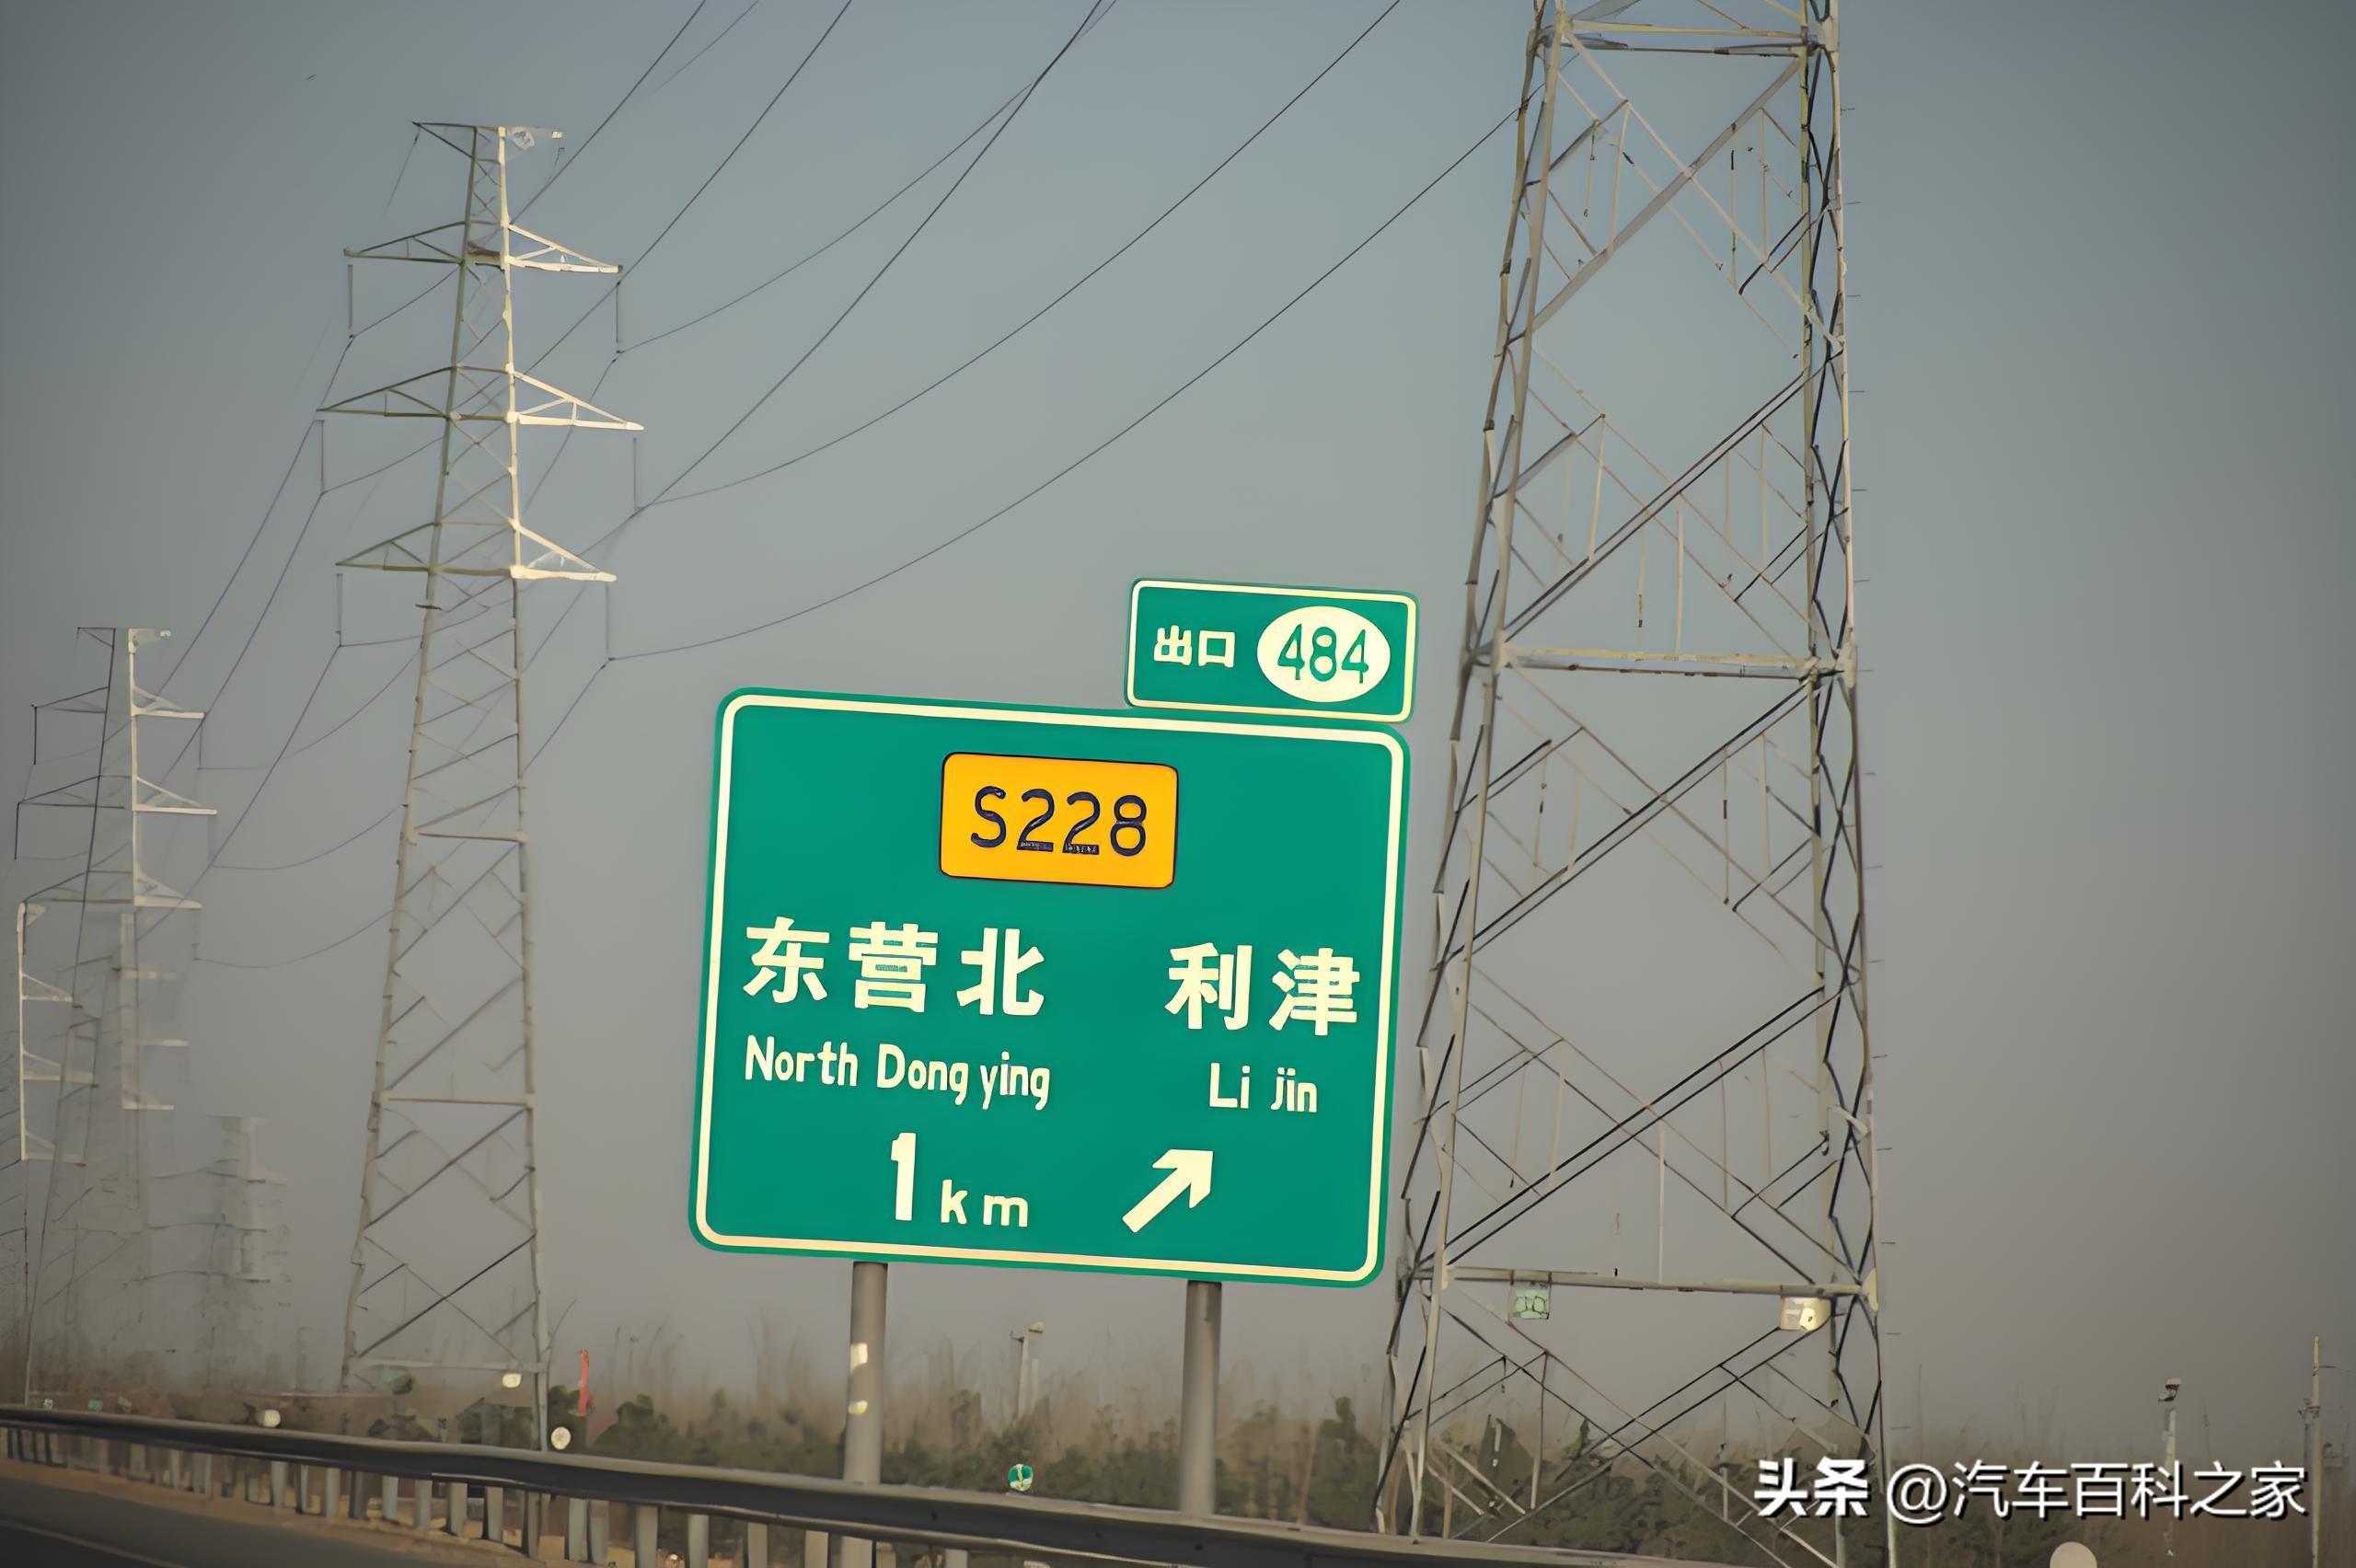 出口 484
S228
东营北 利津
North Dong ying Li jin
1 km
头条 @汽车百科之家